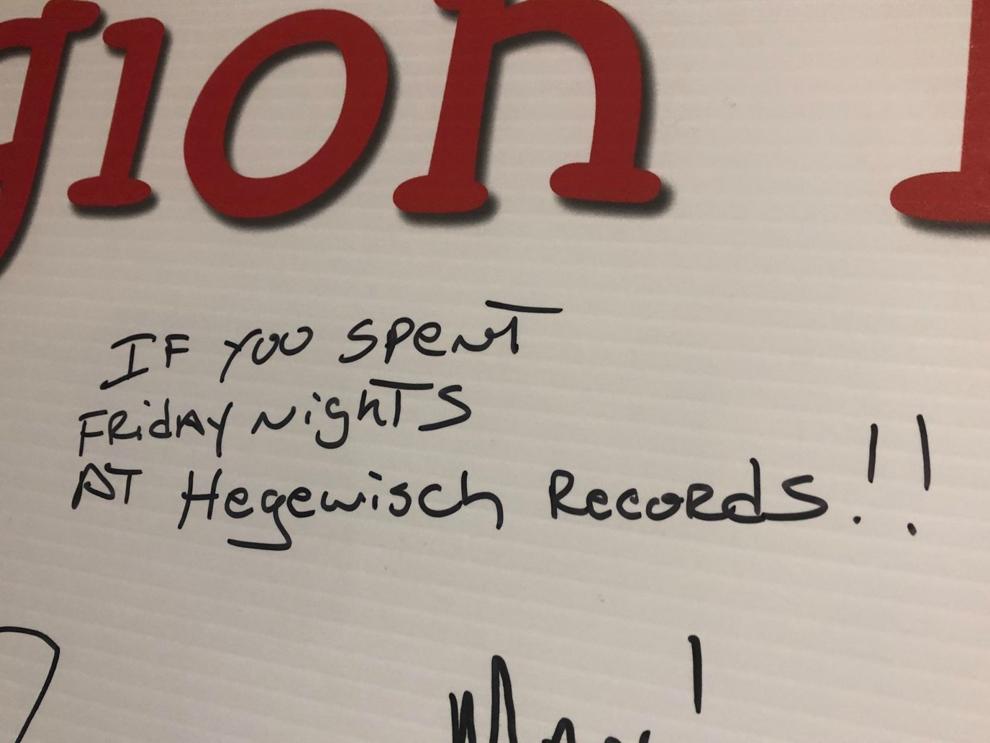 gion
IF YOU SPENT
FRIDAY NIGHTS
AT Hegewisch Records!!